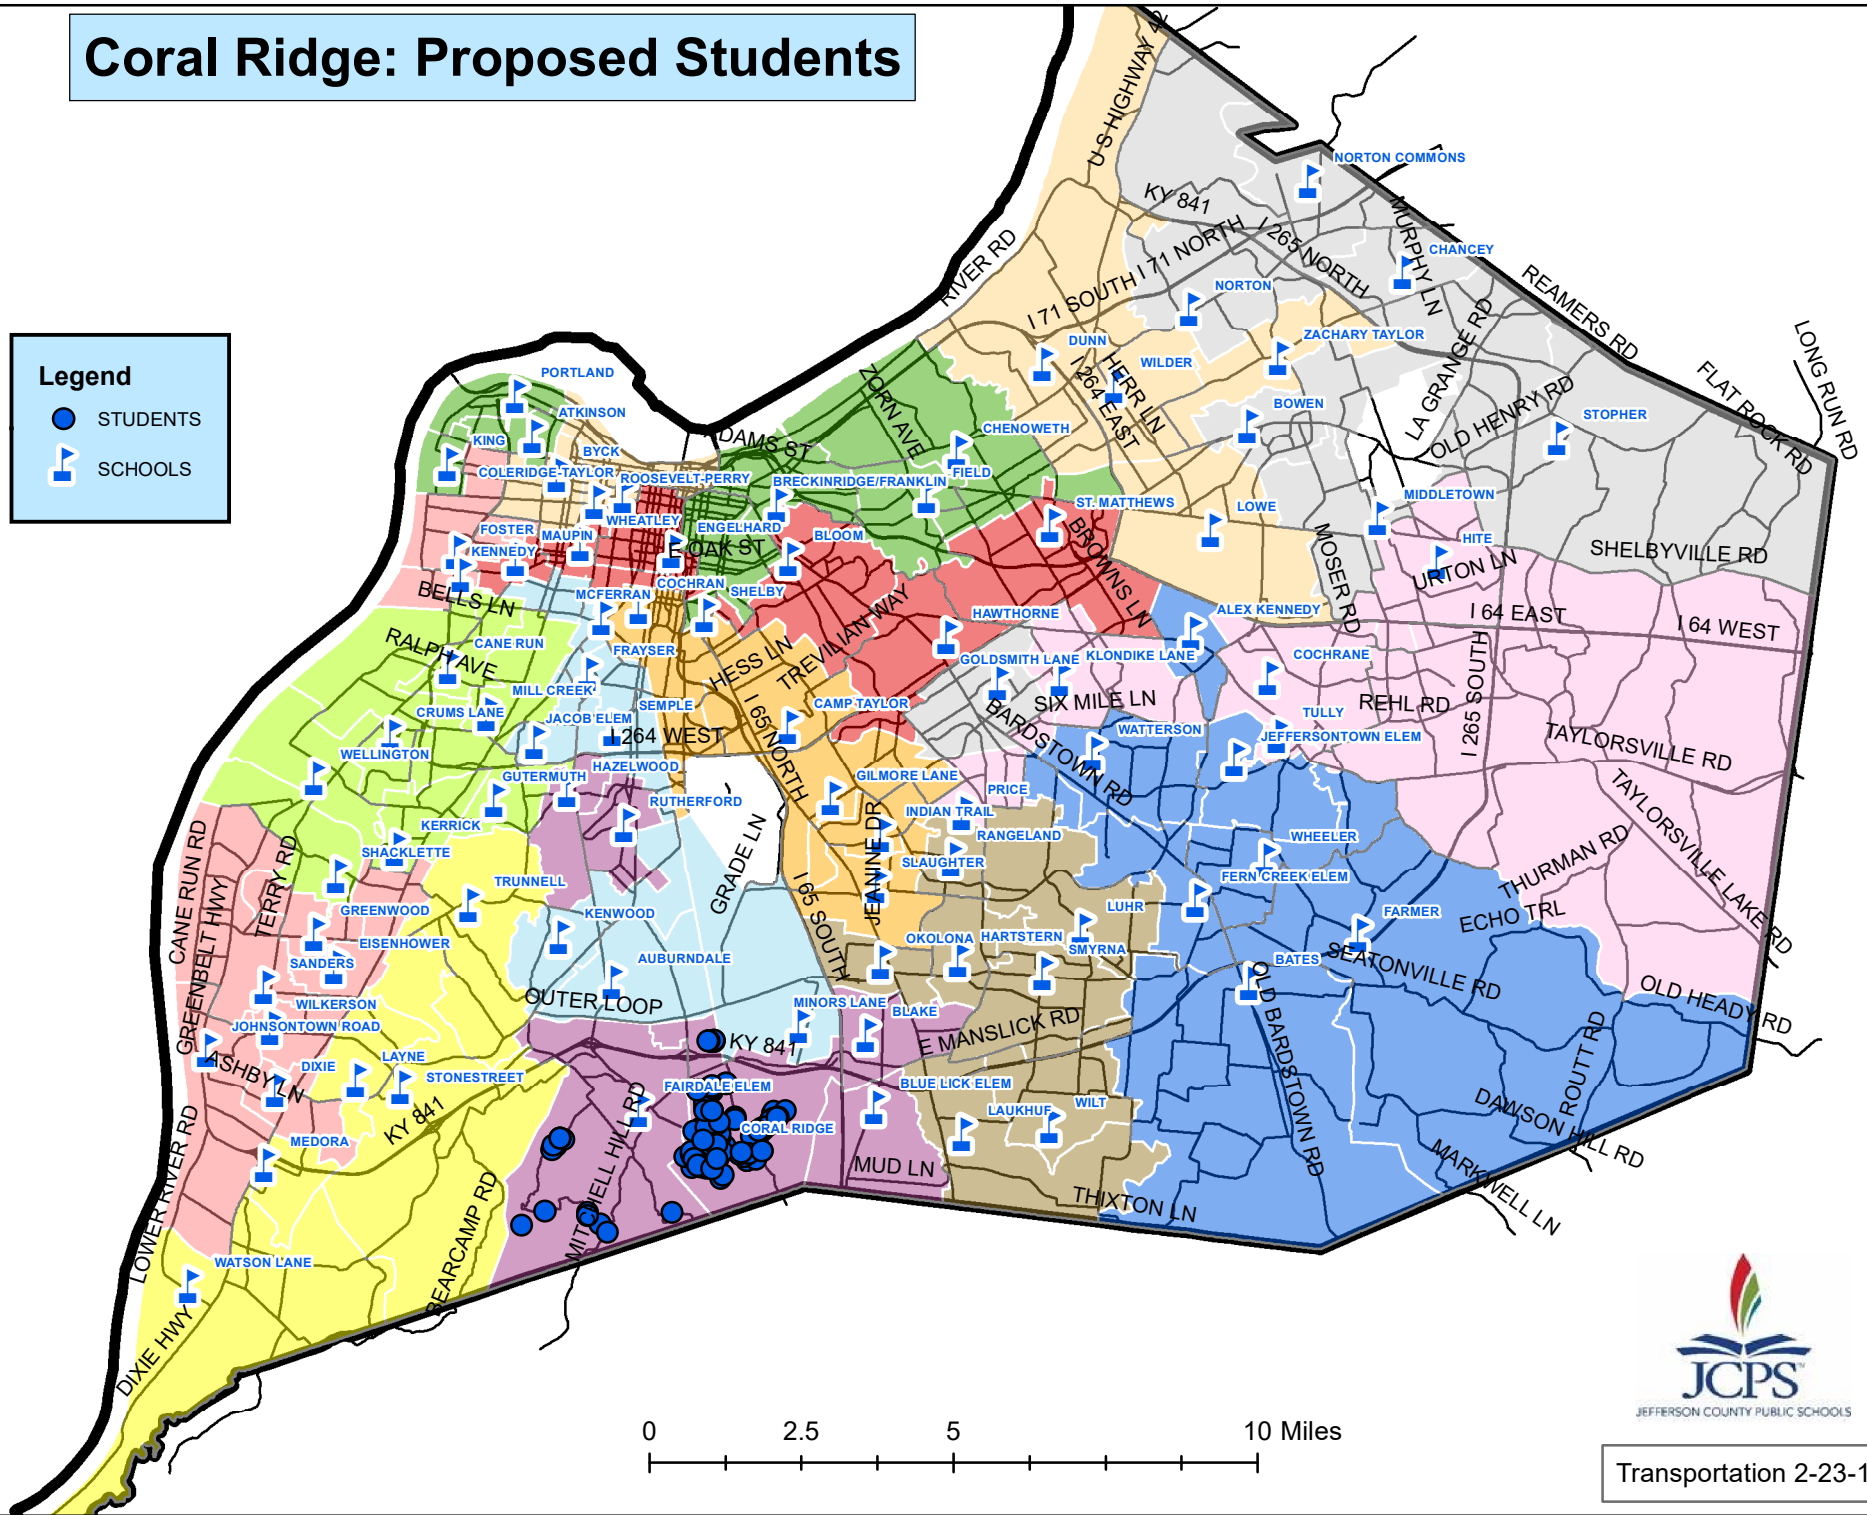 Coral Ridge: Proposed Students
Legend
STUDENTS
SCHOOLS
U S HIGHWAY 42
NORTON COMMONS
KY 841
I 265 NORTH
MURPHY LN
CHANCEY
I 71 NORTH
RIVER RD
I 71 SOUTH
NORTON
REAMERS RD
LONG RUN RD
FLAT ROCK RD
ZACHARY TAYLOR
DUNN
HERR LN
WILDER
I 264 EAST
LA GRANGE RD
OLD HENRY RD
STOPHER
BOWEN
PORTLAND
ATKINSON
KING
BYCK
ADAMS ST
ZORN AVE
CHENOWETH
COLERIDGE-TAYLOR
ROOSEVELT-PERRY
BRECKINRIDGE/FRANKLIN
FIELD
ST. MATTHEWS
LOWE
MIDDLETOWN
FOSTER
MAUPIN
WHEATLEY
ENGELHARD
BLOOM
BROWNS LN
MOSER RD
HITE
URTON LN
SHELBYVILLE RD
KENNEDY
E OAK ST
BELLS LN
MCFERRAN
COCHRAN
SHELBY
TREVILIAN WAY
HAWTHORNE
ALEX KENNEDY
I 64 EAST
I 64 WEST
RALPH AVE
CANE RUN
FRAYSER
HESS LN
GOLDSMITH LANE
KLONDIKE LANE
COCHRANE
I 265 SOUTH
MILL CREEK
SEMPLE
CRUMS LANE
JACOB ELEM
I 264 WEST
I 65 NORTH
CAMP TAYLOR
SIX MILE LN
BARDSTOWN RD
WATTERSON
REHL RD
TULLY
JEFFERSONTOWN ELEM
TAYLORSVILLE RD
WELLINGTON
GUTERMUTH
HAZELWOOD
GILMORE LANE
PRICE
RUTHERFORD
INDIAN TRAIL
RANGELAND
TAYLORSVILLE LAKE RD
KERRICK
CANE RUN RD
TERRY RD
SHACKLETTE
GRADE LN
JEANINE DR
SLAUGHTER
WHEELER
THURMAN RD
TRUNNELL
I 65 SOUTH
FERN CREEK ELEM
GREENBELT HWY
GREENWOOD
KENWOOD
LUHR
FARMER
ECHO TRL
EISENHOWER
OKOLONA
HARTSTERN
SMYRNA
SANDERS
AUBURNDALE
BATES
SEATONVILLE RD
OLD HEADY RD
WILKERSON
OUTER LOOP
MINORS LANE
BLAKE
OLD BARDSTOWN RD
JOHNSONTOWN ROAD
KY 841
E MANSLICK RD
ROUTT RD
ASHBY LN
DIXIE
LAYNE
STONESTREET
FAIRDALE ELEM
BLUE LICK ELEM
LAUKHUF
WILT
DAWSON HILL RD
KY 841
CORAL RIDGE
MEDORA
MITCHELL HILL RD
MUD LN
MARKWELL LN
LOWER RIVER RD
BEARCAMP RD
THIXTON LN
WATSON LANE
DIXIE HWY
JCPS
JEFFERSON COUNTY PUBLIC SCHOOLS
0 2.5 5 10 Miles
Transportation 2-23-1